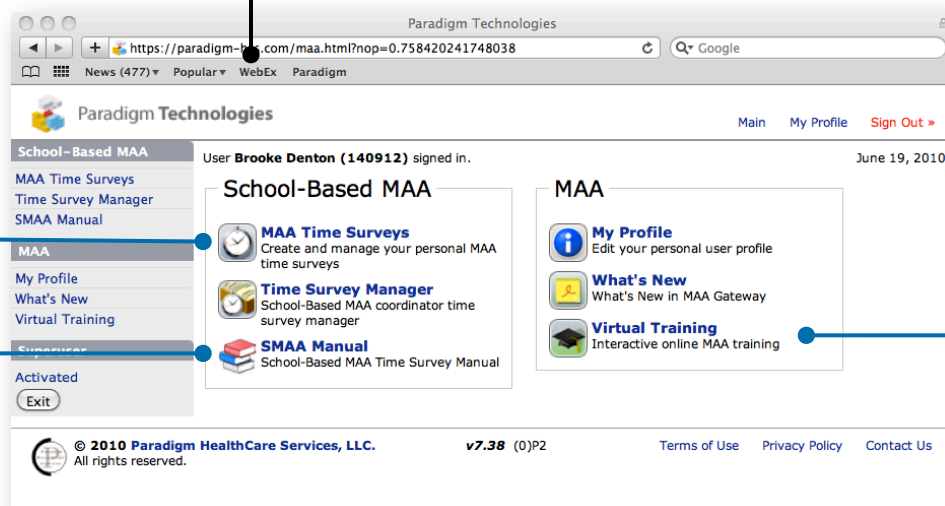 Paradigm Technologies
https://paradigm-h s.com/maa.html?nop=0.758420241748038
Google
News (477) Popular WebEx Paradigm
Paradigm Technologies
Main My Profile Sign Out »
School-Based MAA
MAA Time Surveys
Time Survey Manager
SMAA Manual
MAA
My Profile
What's New
Virtual Training
Superuser
Activated
Exit
User Brooke Denton (140912) signed in.
June 19, 2010
School-Based MAA
MAA Time Surveys
Create and manage your personal MAA
time surveys
Time Survey Manager
School-Based MAA coordinator time
survey manager
SMAA Manual
School-Based MAA Time Survey Manual
MAA
My Profile
Edit your personal user profile
What's New
What's New in MAA Gateway
Virtual Training
Interactive online MAA training
© 2010 Paradigm HealthCare Services, LLC.
All rights reserved.
v7.38 (0)P2
Terms of Use Privacy Policy Contact Us